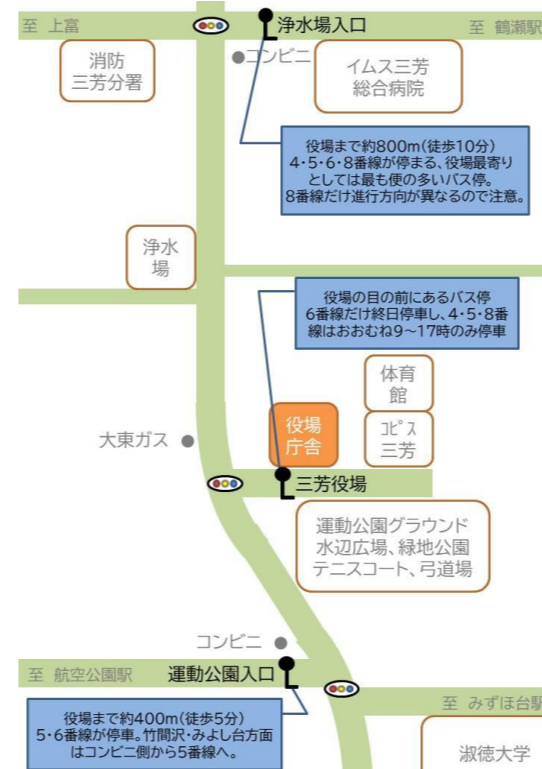 至 上富
浄水場入口
至 鶴瀬駅
消防
三芳分署
コンビニ
イムス三芳
総合病院
役場まで約800m(徒歩10分)
4・5・6・8番線が停まる、役場最寄り
としては最も便の多いバス停。
8番線だけ進行方向が異なるので注意。
浄水
場
役場の目の前にあるバス停
6番線だけ終日停車し、4・5・8番
線はおおむね9～17時のみ停車
体育
館
役場
庁舎
コピス
三芳
大東ガス
三芳役場
運動公園グラウンド
水辺広場、緑地公園
テニスコート、弓道場
コンビニ
至 航空公園駅
運動公園入口
至 みずほ台駅
役場まで約400m(徒歩5分)
5・6番線が停車。竹間沢・みよし台方面
はコンビニ側から5番線へ。
淑徳大学